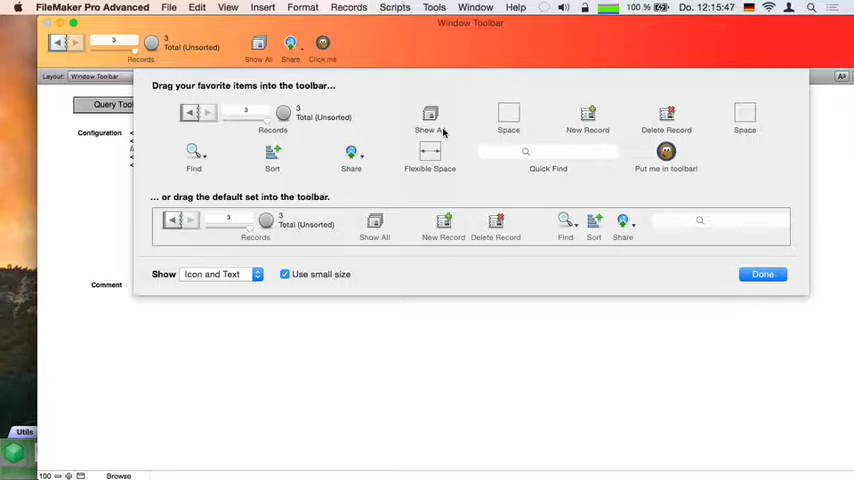 FileMaker Pro Advanced File Edit View Insert Format Records Scripts Tools Window Help 100 % Do. 12:15:47
Window Toolbar
3
3
Total (Unsorted)
Records
Show All
Share
Click me
Layout: Window Toolbar
Aa
Query Tool
Configuration
Comment
Drag your favorite items into the toolbar...
3
3
Total (Unsorted)
Records
Show All
Space
New Record
Delete Record
Space
Find
Sort
Share
Flexible Space
Quick Find
Put me in toolbar!
... or drag the default set into the toolbar.
3
3
Total (Unsorted)
Records
Show All
New Record
Delete Record
Find
Sort
Share
Show Icon and Text Use small size Done
Utils
100 Browse